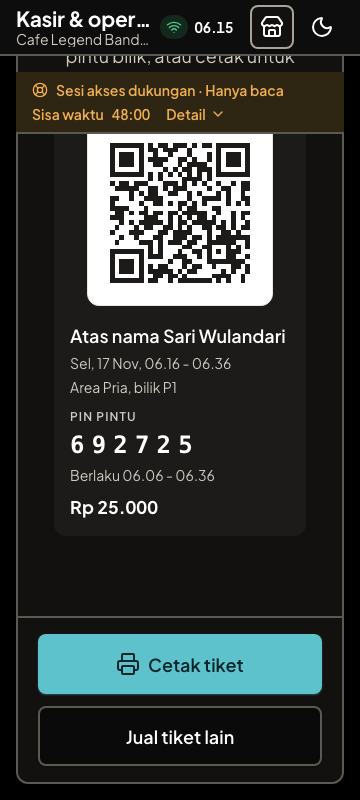 Kasir & oper...
Cafe Legend Band...
06.15
pintu bilik, atau cetak untuk
Sesi akses dukungan · Hanya baca
Sisa waktu 48:00 Detail
Atas nama Sari Wulandari
Sel, 17 Nov, 06.16 - 06.36
Area Pria, bilik P1
PIN PINTU
692725
Berlaku 06.06 - 06.36
Rp 25.000
Cetak tiket
Jual tiket lain